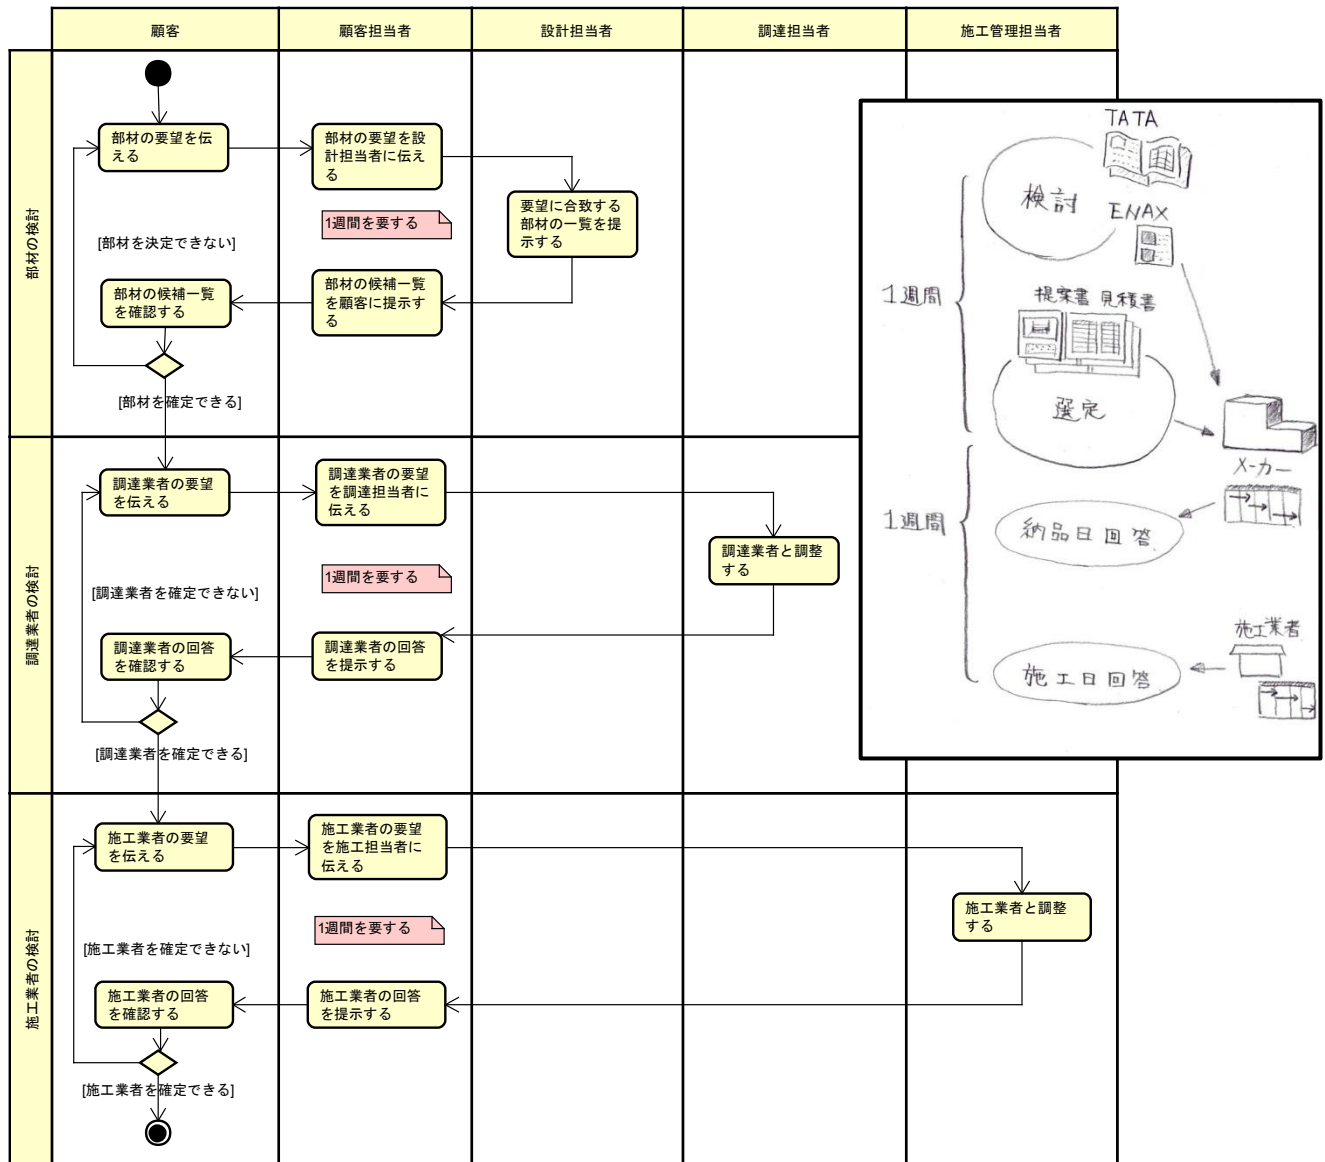 顧客
顧客担当者
設計担当者
調達担当者
施工管理担当者
部材の検討
部材の要望を伝
える
部材の要望を設
計担当者に伝え
る
要望に合致する
部材の一覧を提
示する
1週間を要する
[部材を決定できない]
部材の候補一覧
を確認する
部材の候補一覧
を顧客に提示す
る
[部材を確定できる]
調達業者の検討
調達業者の要望
を伝える
調達業者の要望
を調達担当者に
伝える
調達業者と調整
する
1週間を要する
[調達業者を確定できない]
調達業者の回答
を確認する
調達業者の回答
を提示する
[調達業者を確定できる]
施工業者の検討
施工業者の要望
を伝える
施工業者の要望
を施工担当者に
伝える
施工業者と調整
する
1週間を要する
[施工業者を確定できない]
施工業者の回答
を確認する
施工業者の回答
を提示する
[施工業者を確定できる]
TATA
検討
ENAX
1週間
提案書 見積書
選定
メーカー
1週間
納品日回答
施工業者
施工日回答